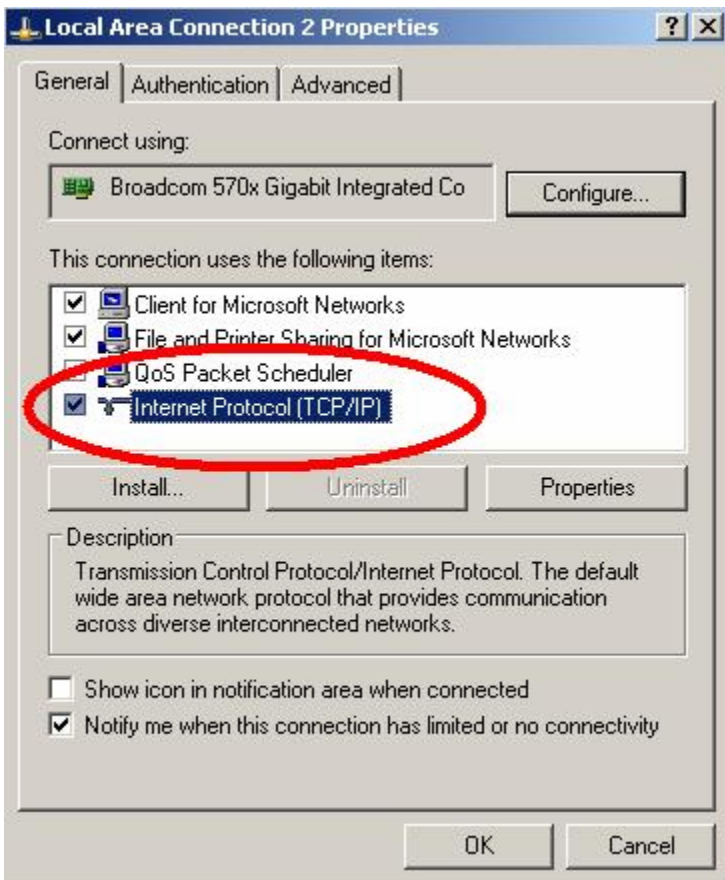 Local Area Connection 2 Properties
General Authentication Advanced
Connect using:
Broadcom 570x Gigabit Integrated Co Configure...
This connection uses the following items:
Client for Microsoft Networks
File and Printer Sharing for Microsoft Networks
QoS Packet Scheduler
Internet Protocol (TCP/IP)
Install... Uninstall Properties
Description
Transmission Control Protocol/Internet Protocol. The default
wide area network protocol that provides communication
across diverse interconnected networks.
Show icon in notification area when connected
Notify me when this connection has limited or no connectivity
OK Cancel